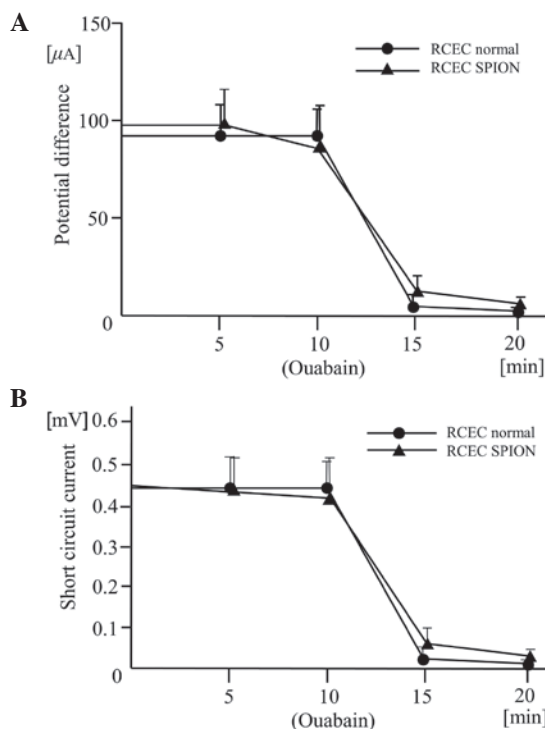 A
150
[μA]
RCEC normal
RCEC SPION
100
Potential difference
50
0
5
10
15
20
(Ouabain)
[min]
B
[mV]
0.6
RCEC normal
RCEC SPION
0.5
0.4
Short circuit current
0.3
0.2
0.1
0
5
10
15
20
(Ouabain)
[min]